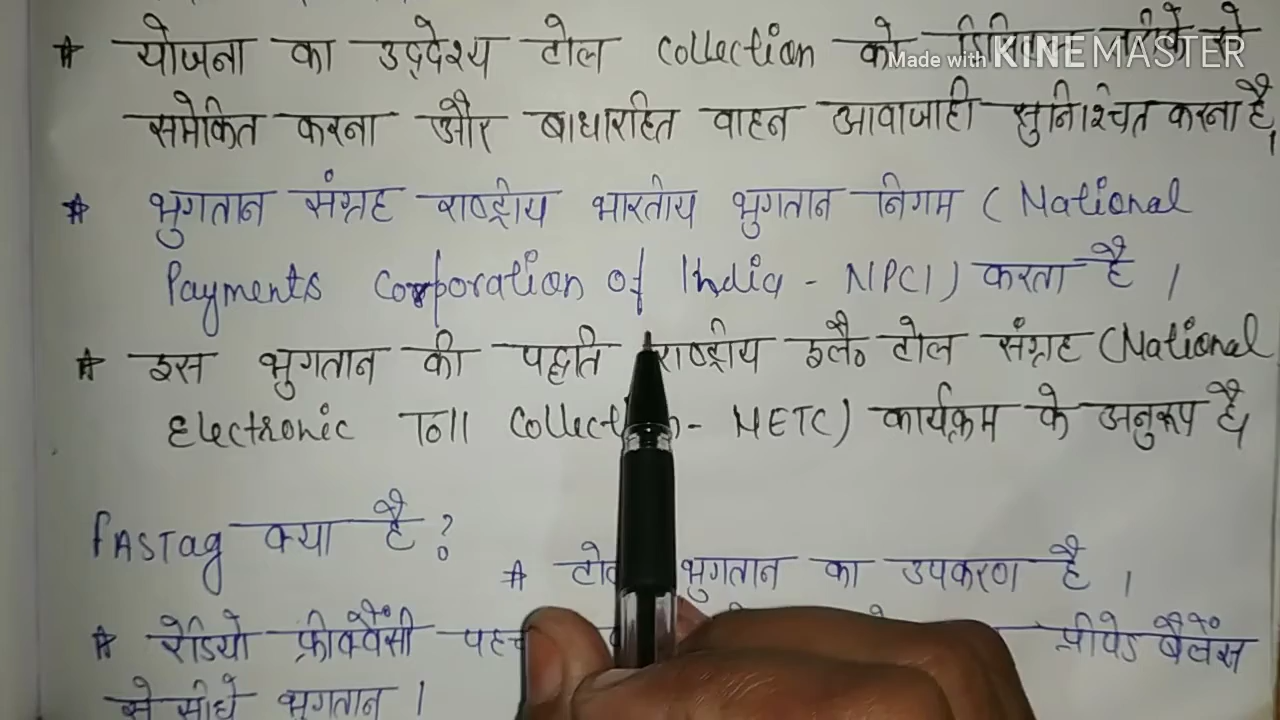 * योजना का उद्देश्य टोल Collection को
Made with KINEMASTER
समेकित करना और बाधारहित वाहन आवाजाही सुनिश्चित करना है।
* भुगतान संग्रह राष्ट्रीय भारतीय भुगतान निगम (National
Payments Corporation of India - NPCI) करता है।
* इस भुगतान की पद्दति राष्ट्रीय इलै० टोल संग्रह (National
Electronic Toll - NETC) कार्यक्रम के अनुरूप है।
FASTag क्या है?
* भुगतान का उपकरण है।
* रेडियो फ्रीक्वैंसी प्रीपेड बैलेंस
से सीधे भुगतान।